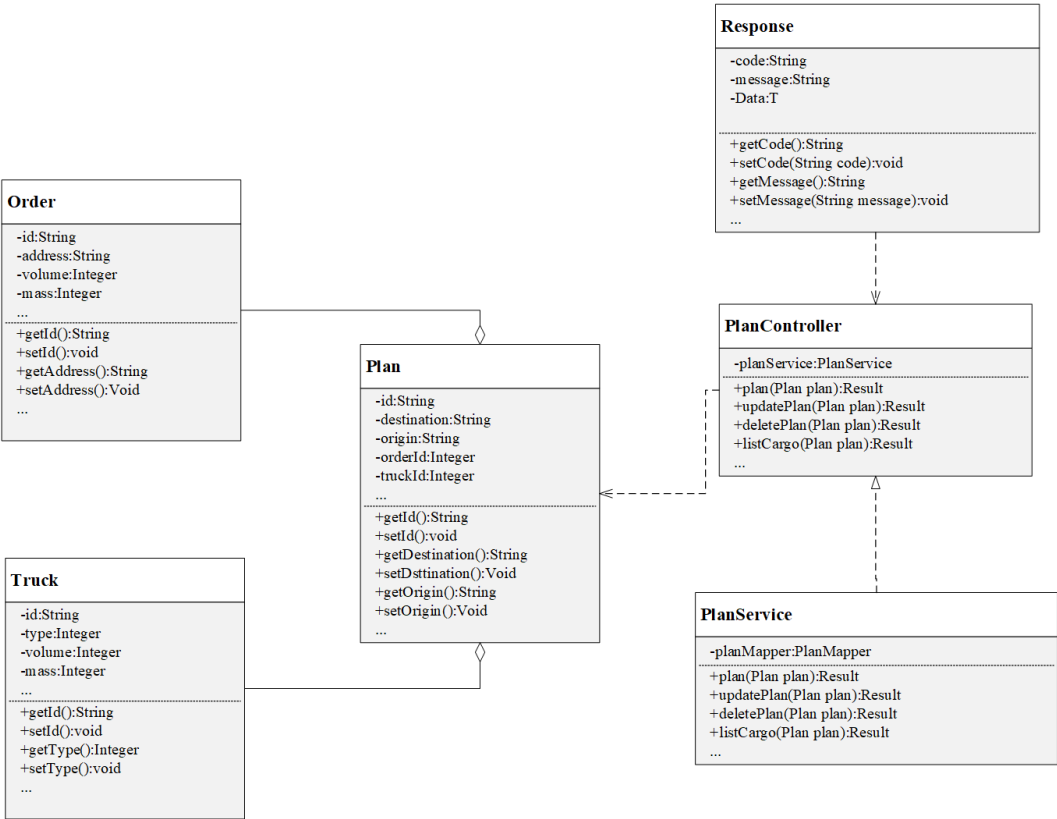 Response
-code:String
-message:String
-Data:T
+getCode():String
+setCode(String code):void
+getMessage():String
+setMessage(String message):void
...
Order
-id:String
-address:String
-volume:Integer
-mass:Integer
...
+getId():String
+setId():void
+getAddress():String
+setAddress():Void
...
Plan
-id:String
-destination:String
-origin:String
-orderId:Integer
-truckId:Integer
...
+getId():String
+setId():void
+getDestination():String
+setDsttination():Void
+getOrigin():String
+setOrigin():Void
...
PlanController
-planService:PlanService
+plan(Plan plan):Result
+updatePlan(Plan plan):Result
+deletePlan(Plan plan):Result
+listCargo(Plan plan):Result
...
Truck
-id:String
-type:Integer
-volume:Integer
-mass:Integer
...
+getId():String
+setId():void
+getType():Integer
+setType():void
...
PlanService
-planMapper:PlanMapper
+plan(Plan plan):Result
+updatePlan(Plan plan):Result
+deletePlan(Plan plan):Result
+listCargo(Plan plan):Result
...